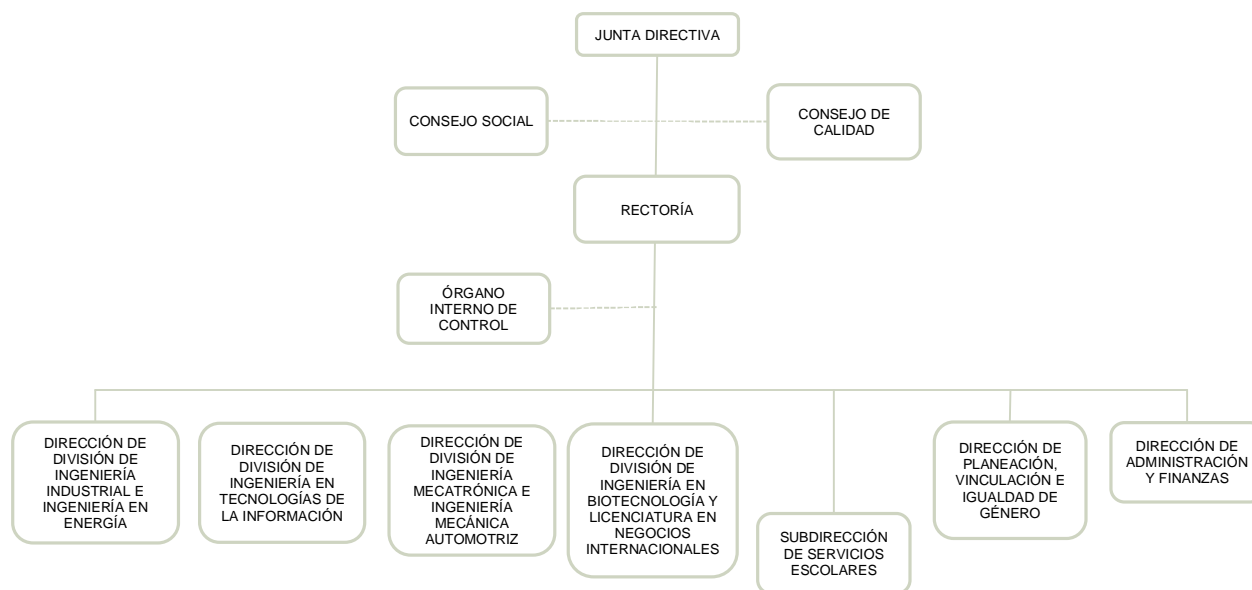 JUNTA DIRECTIVA
CONSEJO SOCIAL
CONSEJO DE
CALIDAD
RECTORÍA
ÓRGANO
INTERNO DE
CONTROL
DIRECCIÓN DE
DIVISIÓN DE
INGENIERÍA
INDUSTRIAL E
INGENIERÍA EN
ENERGÍA
DIRECCIÓN DE
DIVISIÓN DE
INGENIERÍA EN
TECNOLOGÍAS DE
LA INFORMACIÓN
DIRECCIÓN DE
DIVISIÓN DE
INGENIERÍA
MECATRÓNICA E
INGENIERÍA
MECÁNICA
AUTOMOTRIZ
DIRECCIÓN DE
DIVISIÓN DE
INGENIERÍA EN
BIOTECNOLOGÍA Y
LICENCIATURA EN
NEGOCIOS
INTERNACIONALES
SUBDIRECCIÓN
DE SERVICIOS
ESCOLARES
DIRECCIÓN DE
PLANEACIÓN,
VINCULACIÓN E
IGUALDAD DE
GÉNERO
DIRECCIÓN DE
ADMINISTRACIÓN
Y FINANZAS